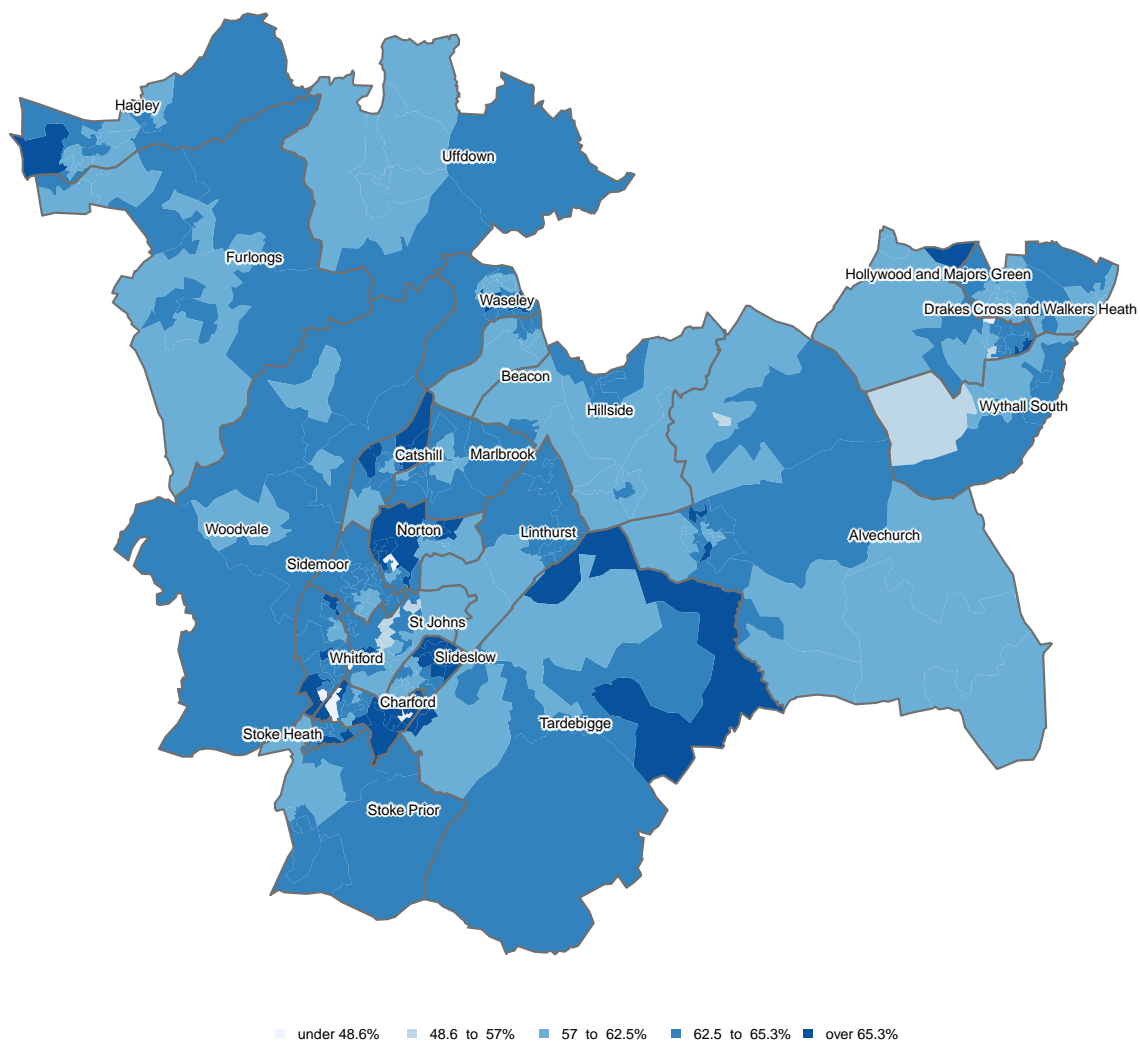 Hagley
Uffdown
Furlongs
Hollywood and Majors Green
Waseley
Drakes Cross and Walkers Heath
Beacon
Hillside
Wythall South
Catshill
Marlbrook
Woodvale
Norton
Linthurst
Alvechurch
Sidemoor
St Johns
Whitford
Slideslow
Charford
Tardebigge
Stoke Heath
Stoke Prior
under 48.6% 48.6 to 57% 57 to 62.5% 62.5 to 65.3% over 65.3%